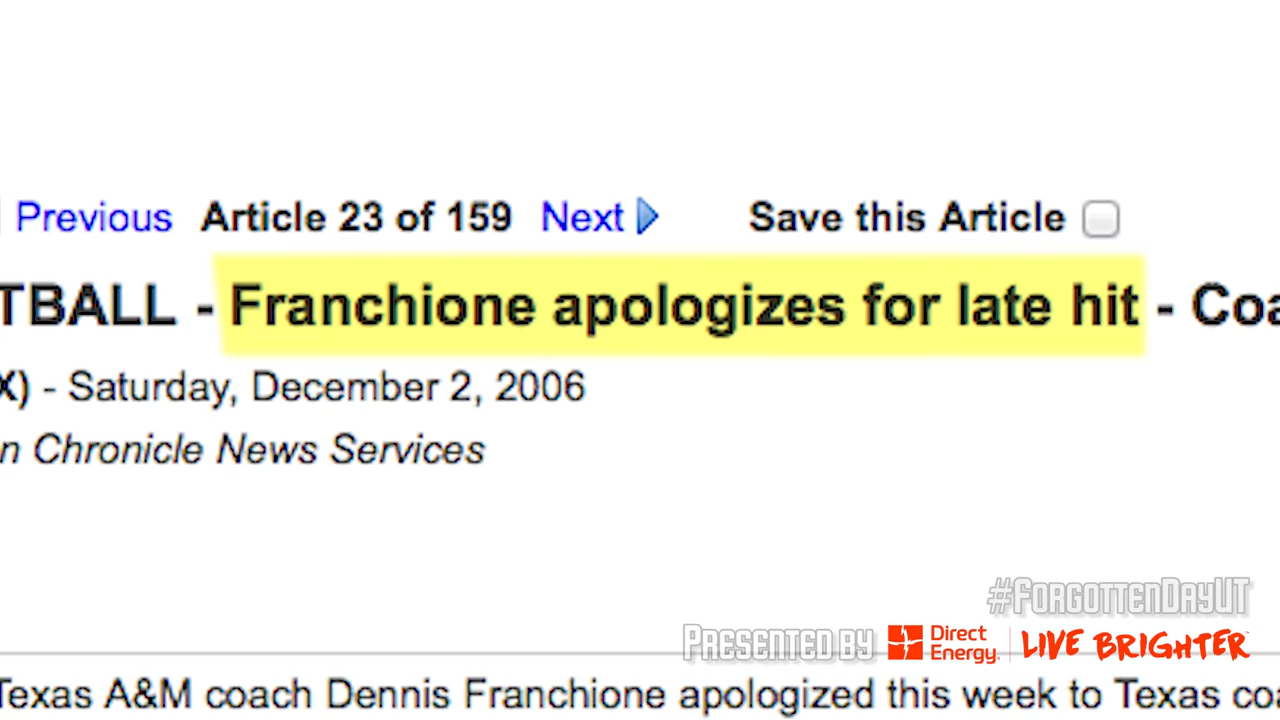 Previous Article 23 of 159 Next Save this Article
TBALL - Franchione apologizes for late hit - Coa
X) - Saturday, December 2, 2006
n Chronicle News Services
#ForgottenDayUT
Presented by Direct Energy. Live Brighter
Texas A&M coach Dennis Franchione apologized this week to Texas coa